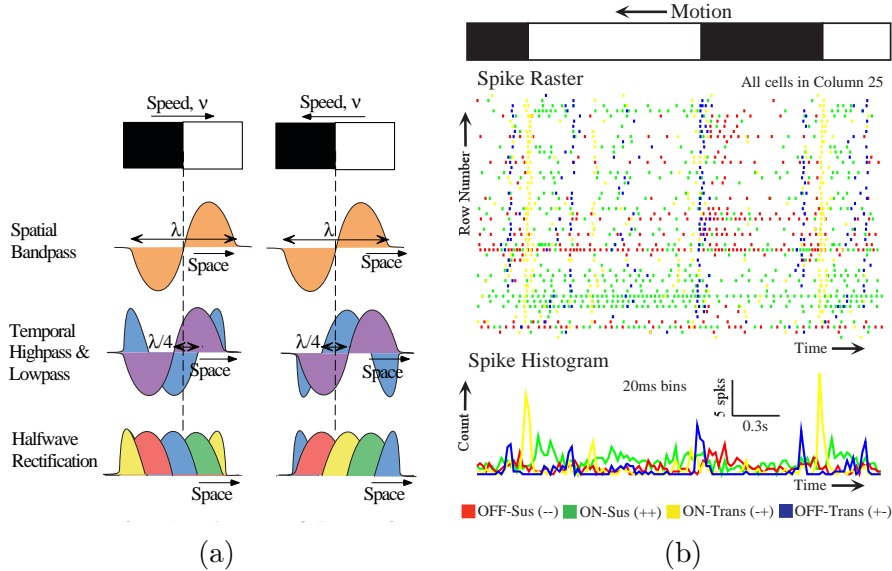 Speed, ν
Speed, ν
Spatial
Bandpass
λ
Space
λ
Space
Temporal
Highpass &
Lowpass
λ/4
Space
λ/4
Space
Halfwave
Rectification
Space
Space
(a)
Motion
Spike Raster
All cells in Column 25
Row Number
Time
Spike Histogram
20ms bins
5 spks
0.3s
Count
Time
OFF-Sus (--)
ON-Sus (++)
ON-Trans (-+)
OFF-Trans (+-)
(b)